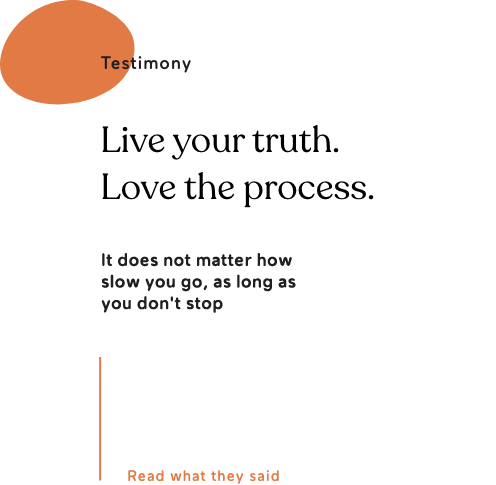 Testimony
Live your truth.
Love the process.
It does not matter how
slow you go, as long as
you don't stop
Read what they said